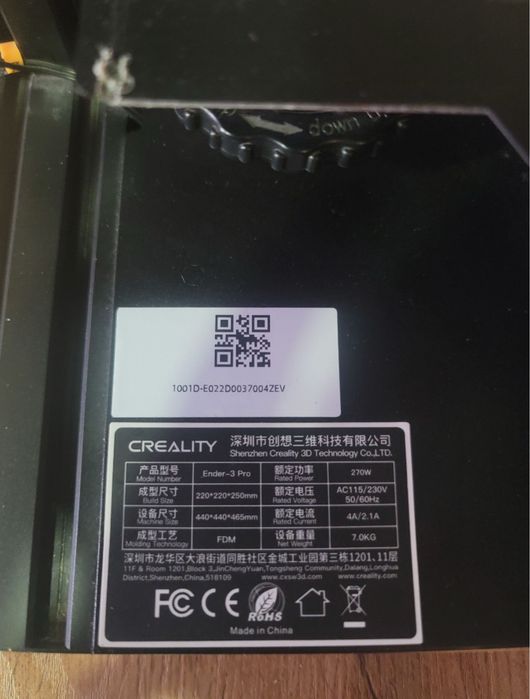 down
1001D-E022D0037004ZEV
CREALITY 深圳市创想三维科技有限公司
Shenzhen Creality 3D Technology Co.,LTD.
产品型号 Ender-3 Pro 额定功率 270W
Model Number Rated Power
成型尺寸 220*220*250mm 额定电压 AC115/230V
Build Size Rated Voltage 50/60Hz
设备尺寸 440*440*465mm 额定电流 4A/2.1A
Machine Size Rated Current
成型工艺 FDM 设备重量 7.0KG
Molding Technology Net Weight
深圳市龙华区大浪街道同胜社区金城工业园第三栋1201、11层
11F & Room 1201,Block 3,JinChengYuan,Tongsheng Community,Dalang,Longhua
District,Shenzhen,China,518109 www.cxsw3d.com www.creality.com
FC CE RoHS
Made in China